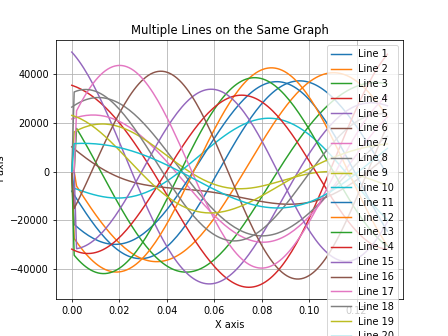 Multiple Lines on the Same Graph
40000
20000
0
−20000
−40000
0.00
0.02
0.04
0.06
0.08
0.10
X axis
Line 1
Line 2
Line 3
Line 4
Line 5
Line 6
Line 7
Line 8
Line 9
Line 10
Line 11
Line 12
Line 13
Line 14
Line 15
Line 16
Line 17
Line 18
Line 19
Line 20